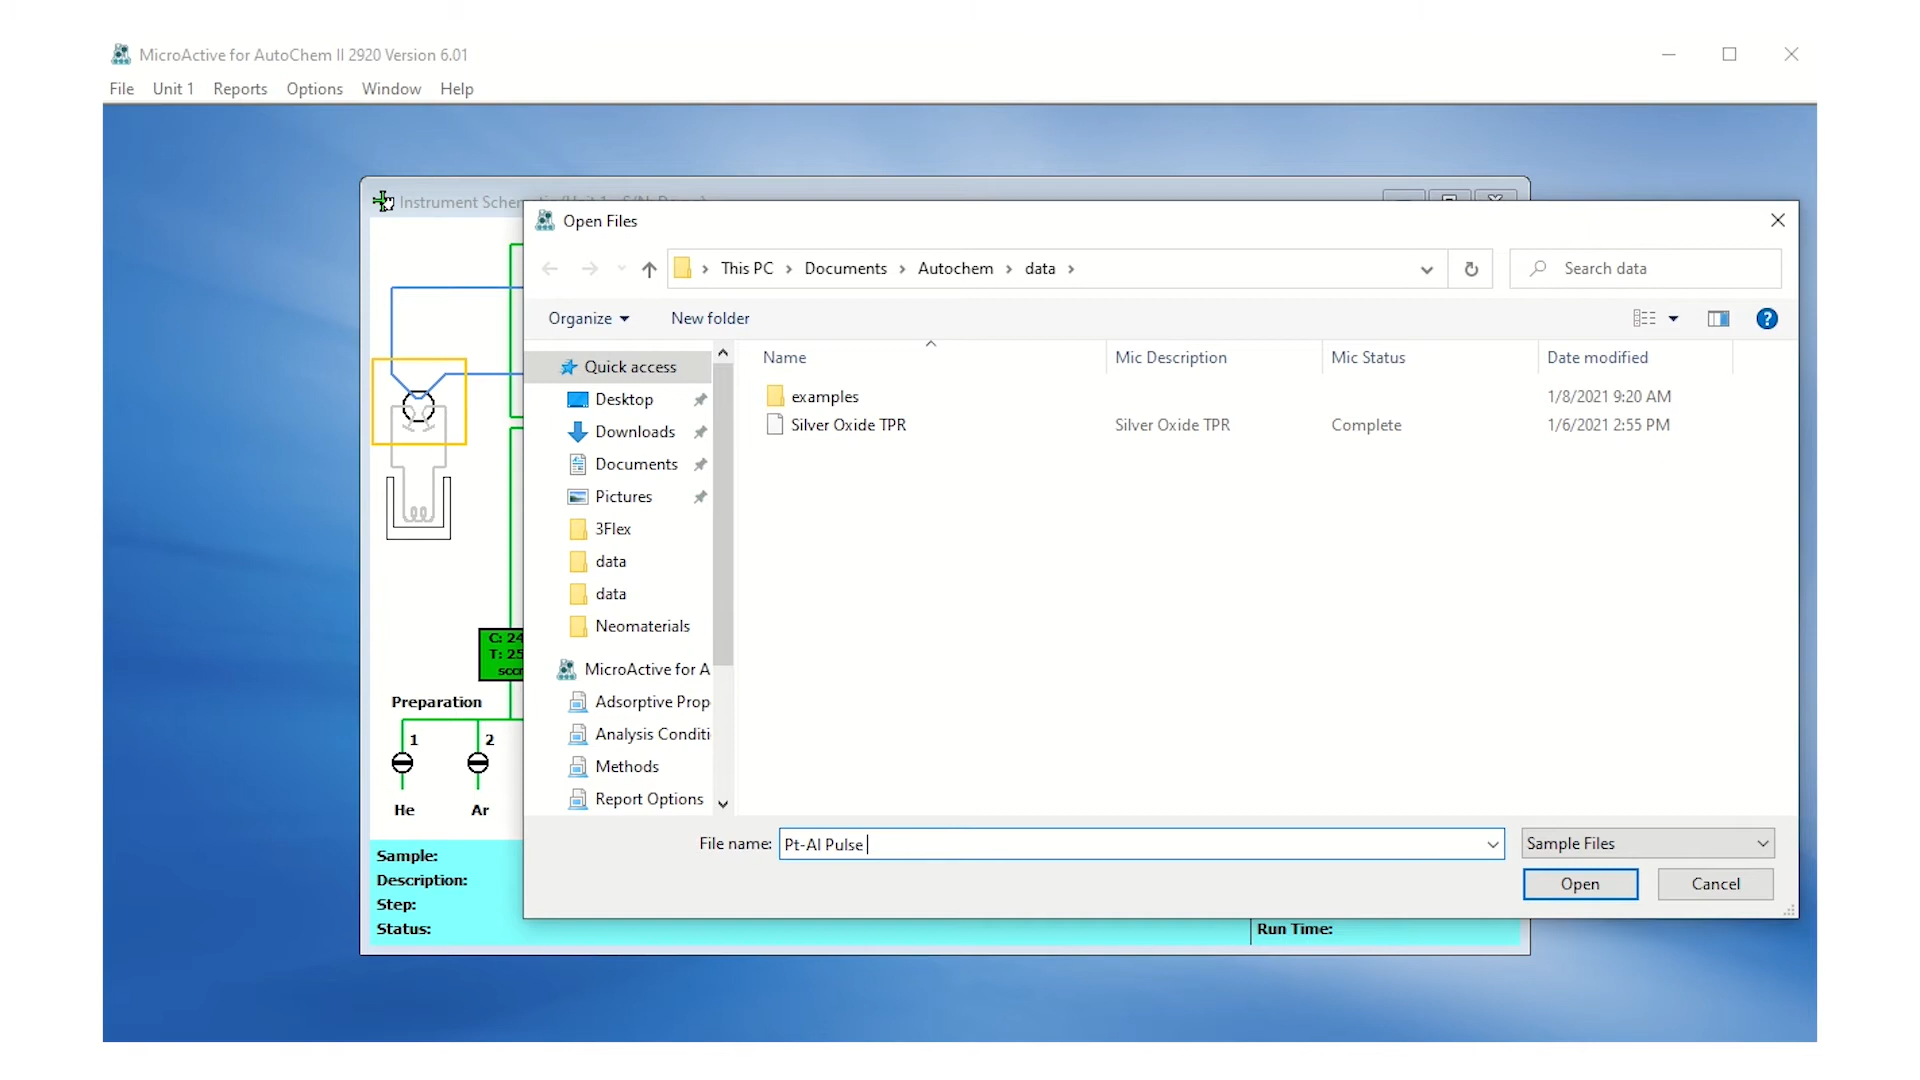 MicroActive for AutoChem II 2920 Version 6.01
File Unit 1 Reports Options Window Help
Instrument Schem
Open Files
This PC Documents Autochem data
Search data
Organize New folder
Name Mic Description Mic Status Date modified
Quick access
Desktop
Downloads
Documents
Pictures
3Flex
data
data
Neomaterials
MicroActive for A
Adsorptive Prop
Analysis Conditi
Methods
Report Options
examples 1/8/2021 9:20 AM
Silver Oxide TPR Silver Oxide TPR Complete 1/6/2021 2:55 PM
C: 24
T: 25
sccm
Preparation
1 2
He Ar
File name: Pt-Al Pulse
Sample Files
Open Cancel
Sample:
Description:
Step:
Status:
Run Time: